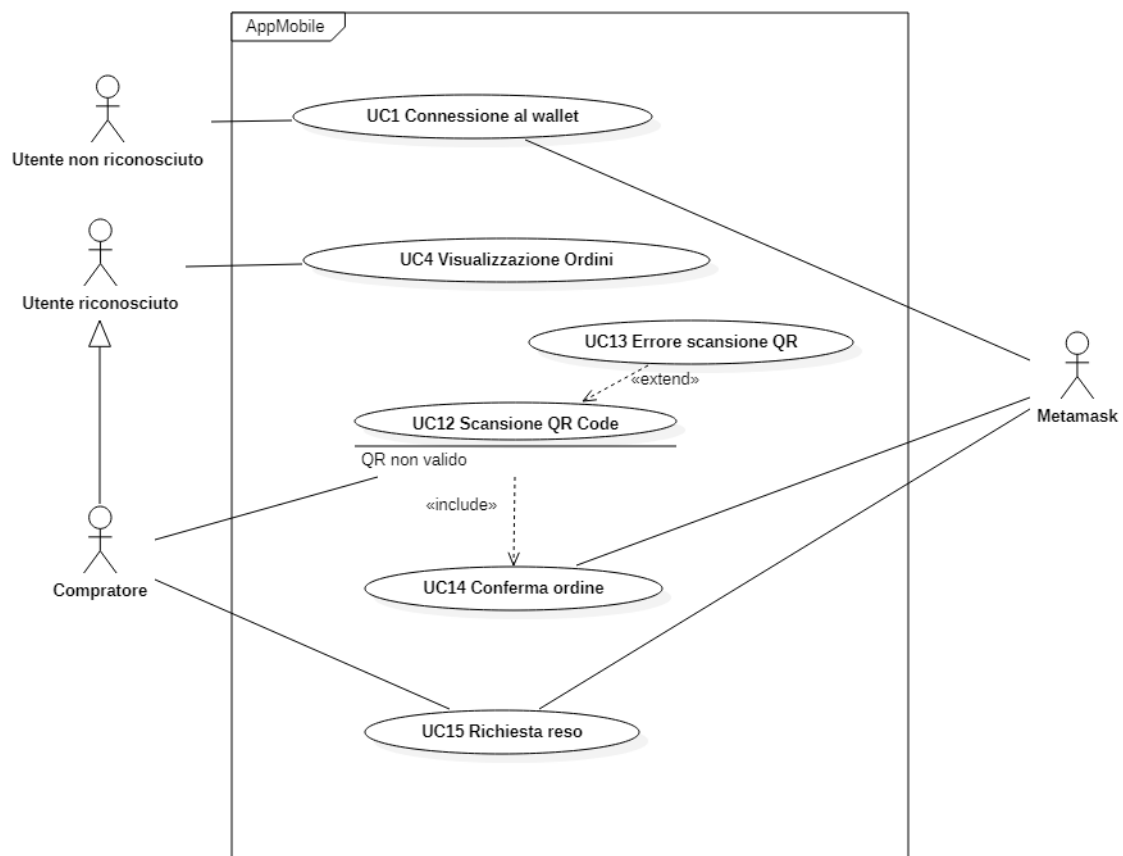 AppMobile
UC1 Connessione al wallet
Utente non riconosciuto
UC4 Visualizzazione Ordini
Utente riconosciuto
UC13 Errore scansione QR
«extend»
Metamask
UC12 Scansione QR Code
QR non valido
«include»
UC14 Conferma ordine
Compratore
UC15 Richiesta reso